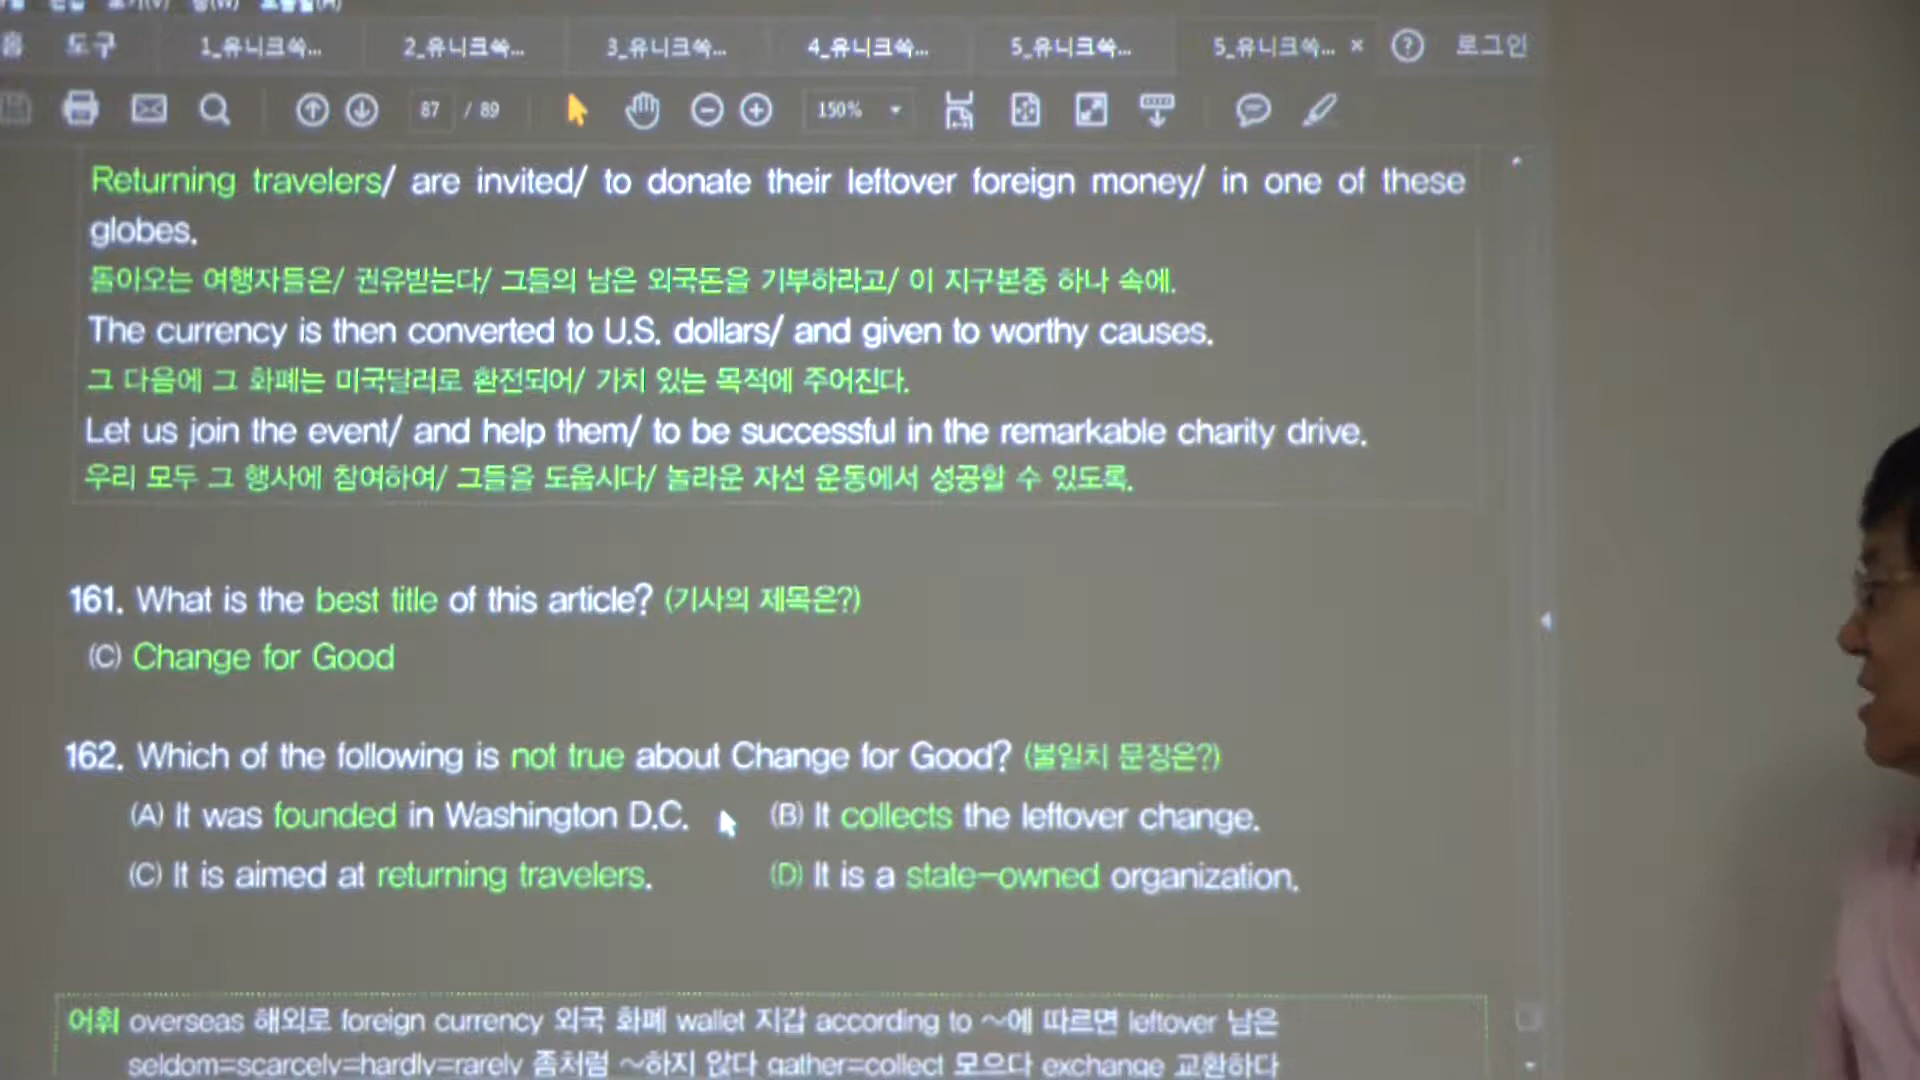 도구
1_유니크쏙...
2_유니크쏙...
3_유니크쏙...
4_유니크쏙...
5_유니크쏙...
5_유니크쏙... ×
로그인
87 / 89
150%
Returning travelers/ are invited/ to donate their leftover foreign money/ in one of these
globes.
돌아오는 여행자들은/ 권유받는다/ 그들의 남은 외국돈을 기부하라고/ 이 지구본중 하나 속에.
The currency is then converted to U.S. dollars/ and given to worthy causes.
그 다음에 그 화폐는 미국달러로 환전되어/ 가치 있는 목적에 주어진다.
Let us join the event/ and help them/ to be successful in the remarkable charity drive.
우리 모두 그 행사에 참여하여/ 그들을 도웁시다/ 놀라운 자선 운동에서 성공할 수 있도록.
161. What is the best title of this article? (기사의 제목은?)
(C) Change for Good
162. Which of the following is not true about Change for Good? (불일치 문장은?)
(A) It was founded in Washington D.C. (B) It collects the leftover change.
(C) It is aimed at returning travelers. (D) It is a state-owned organization.
어휘 overseas 해외로 foreign currency 외국 화폐 wallet 지갑 according to ~에 따르면 leftover 남은
seldom=scarcely=hardly=rarely 좀처럼 ~하지 않다 gather=collect 모으다 exchange 교환하다